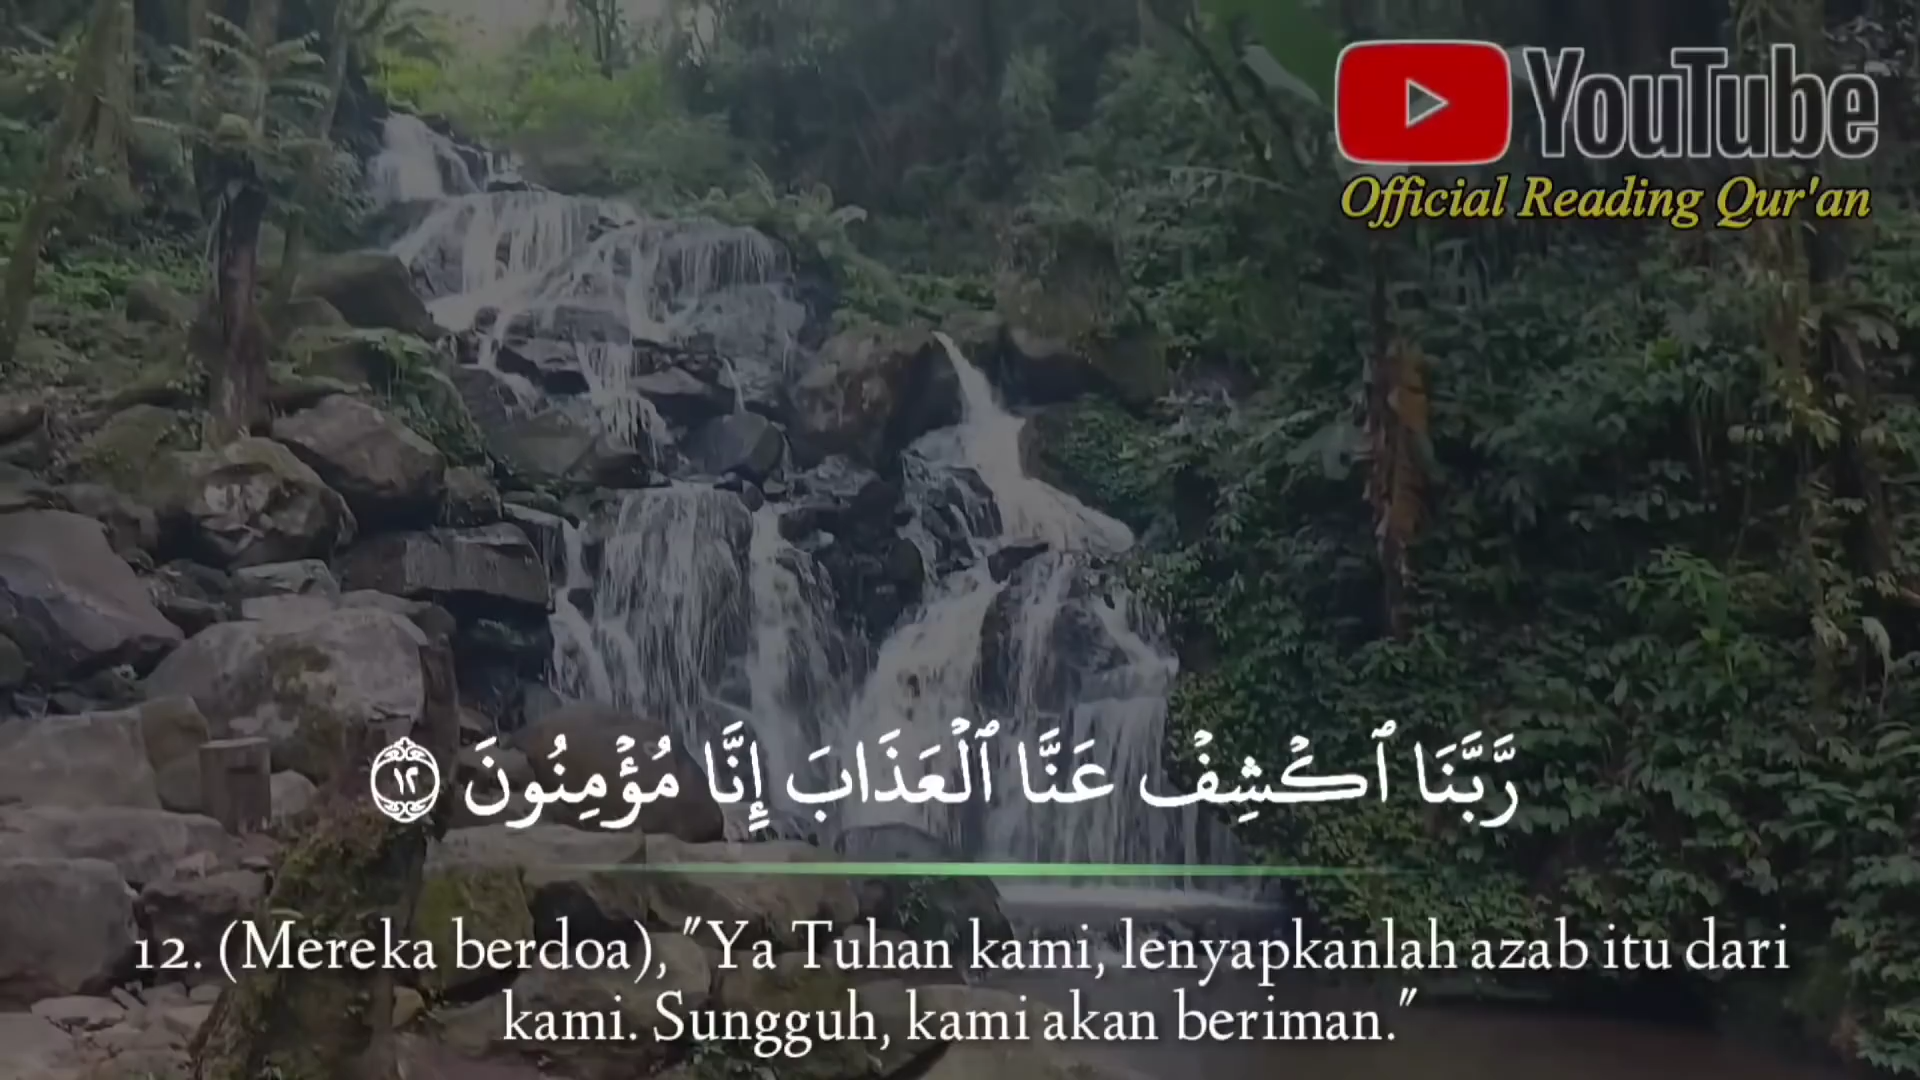 YouTube
Official Reading Qur'an
رَّبَّنَا ٱكْشِفْ عَنَّا ٱلْعَذَابَ إِنَّا مُؤْمِنُونَ ١٢
12. (Mereka berdoa), "Ya Tuhan kami, lenyapkanlah azab itu dari
kami. Sungguh, kami akan beriman."